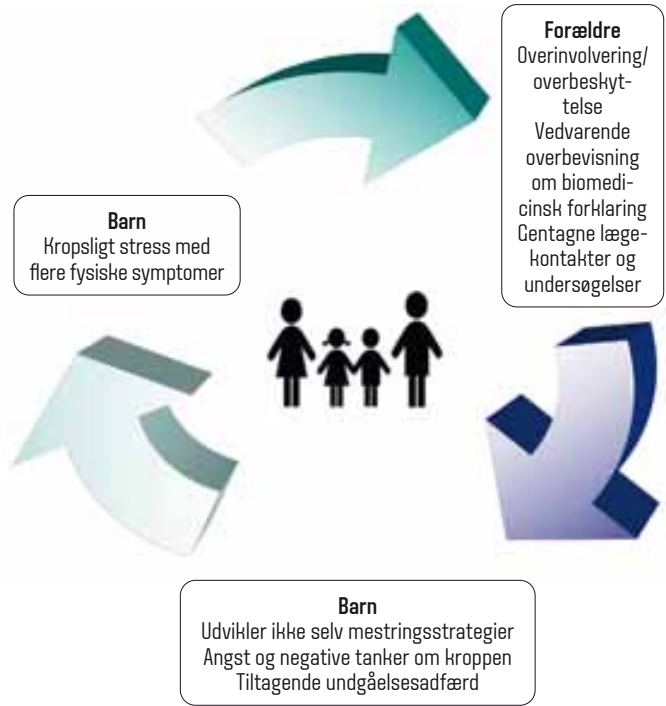 Forældre
Overinvolvering/
overbeskyt-
telse
Vedvarende
overbevisning
om biomedi-
cinsk forklaring
Gentagne læge-
kontakter og
undersøgelser
Barn
Kropsligt stress med
flere fysiske symptomer
Barn
Udvikler ikke selv mestringsstrategier
Angst og negative tanker om kroppen
Tiltagende undgåelsesadfærd